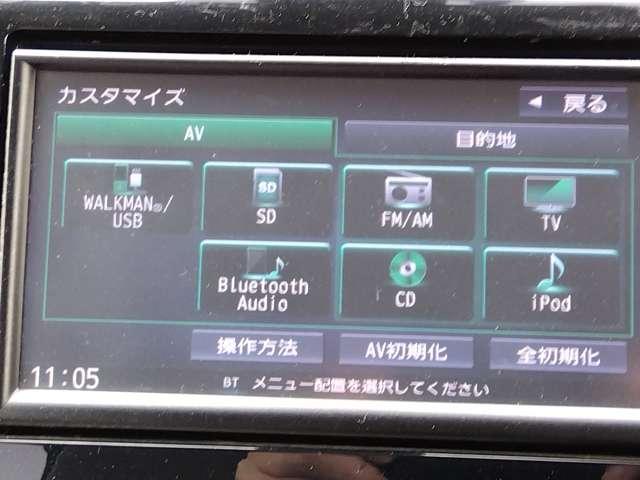 カスタマイズ
◀ 戻る
AV
目的地
WALKMAN®/
USB
SD
SD
FM/AM
TV
Bluetooth
Audio
CD
iPod
操作方法
AV初期化
全初期化
11:05
BT メニュー配置を選択してください